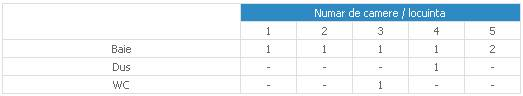 Numar de camere / locuinta
1 2 3 4 5
Baie 1 1 1 1 2
Dus - - - 1 -
WC - - 1 - -